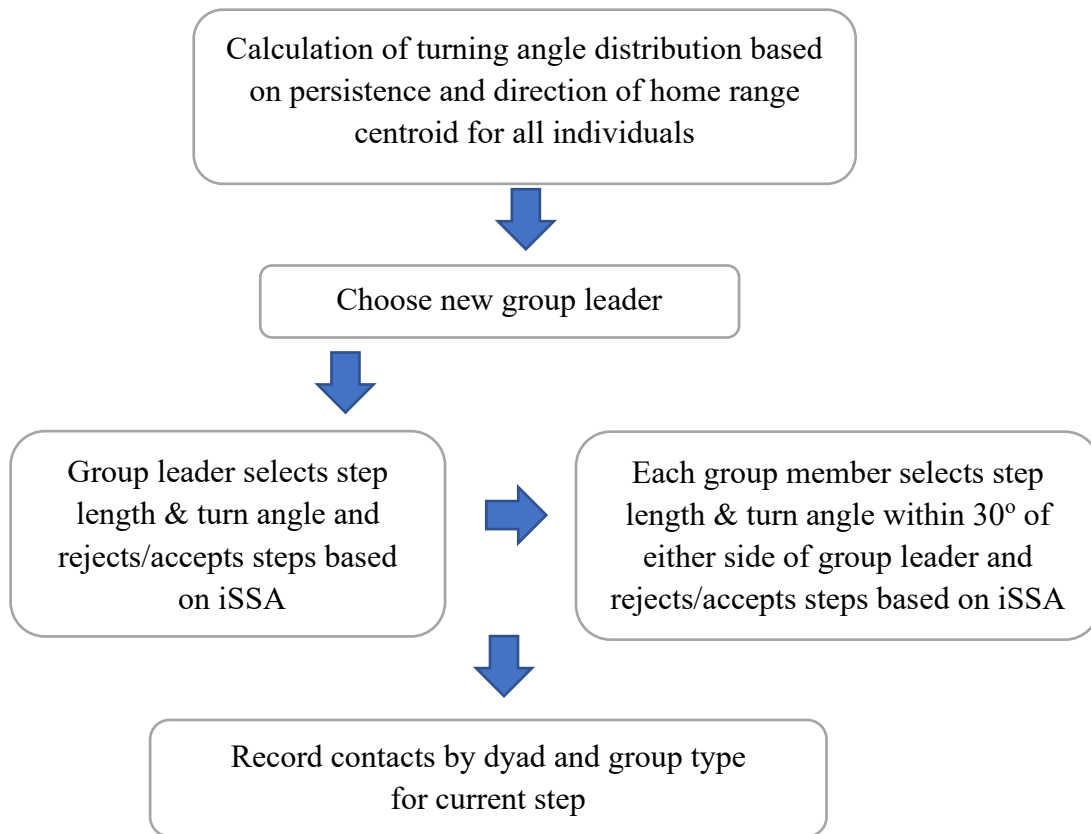 Calculation of turning angle distribution based
on persistence and direction of home range
centroid for all individuals
Choose new group leader
Group leader selects step
length & turn angle and
rejects/accepts steps based
on iSSA
Each group member selects step
length & turn angle within 30º of
either side of group leader and
rejects/accepts steps based on iSSA
Record contacts by dyad and group type
for current step